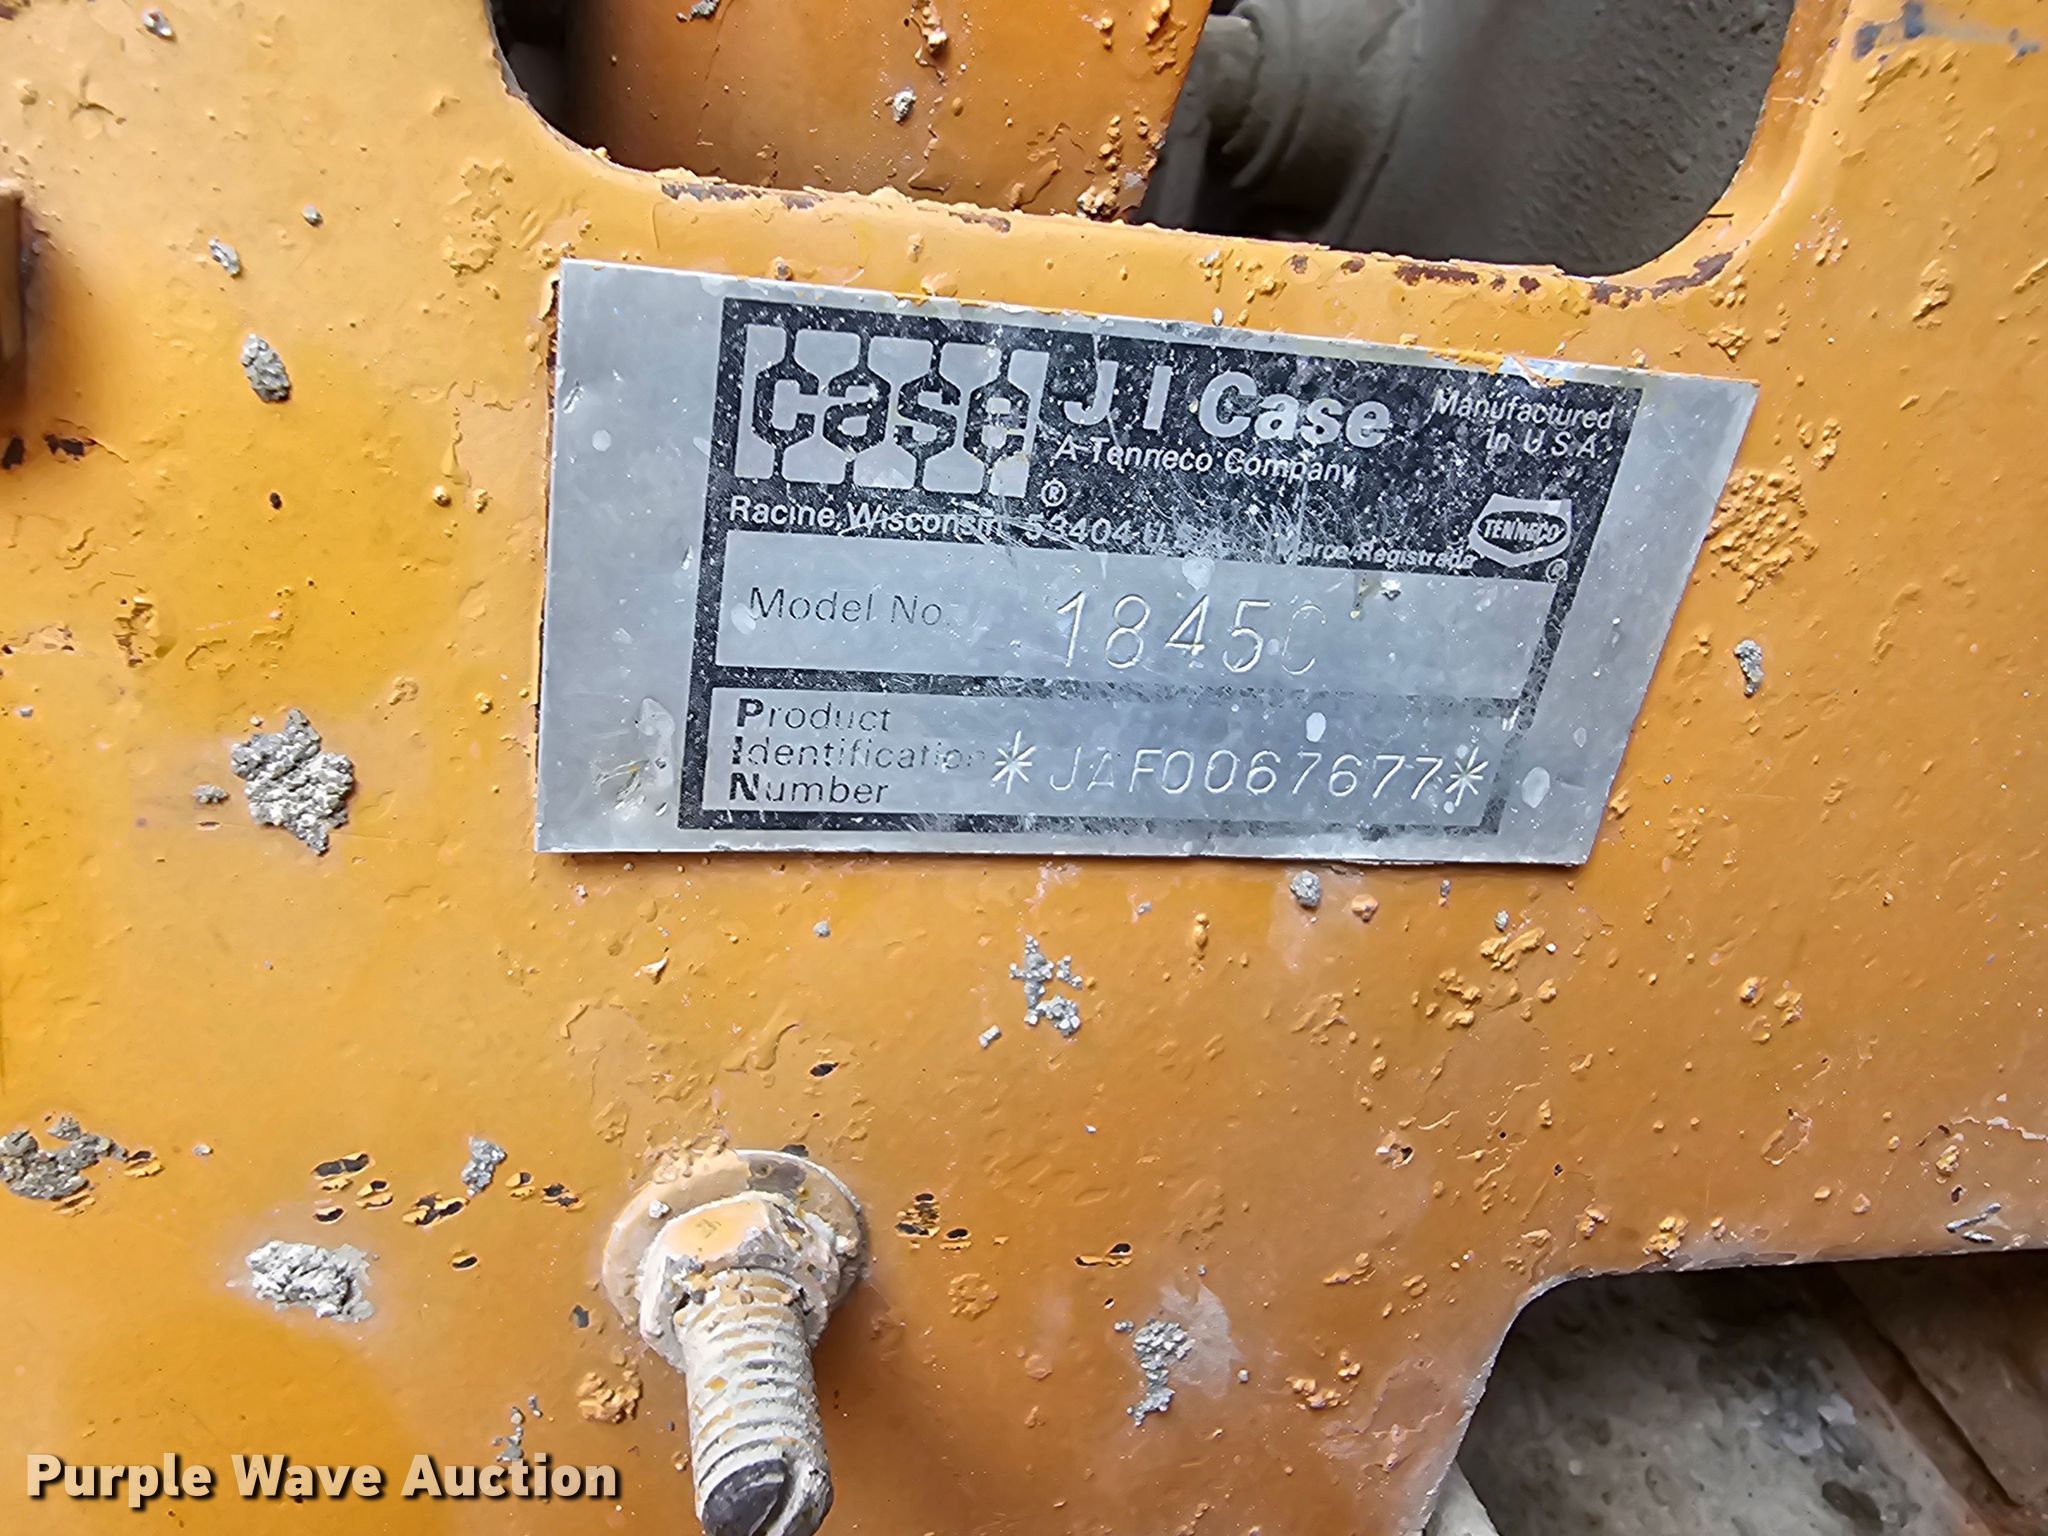 case ® J I Case
A Tenneco Company
Manufactured
In U.S.A.
Racine, Wisconsin 53404 U.S.A.
Marca Registrada
TENNECO ®
Model No. 1845C
Product
Identification
Number *JAF0067677*
Purple Wave Auction